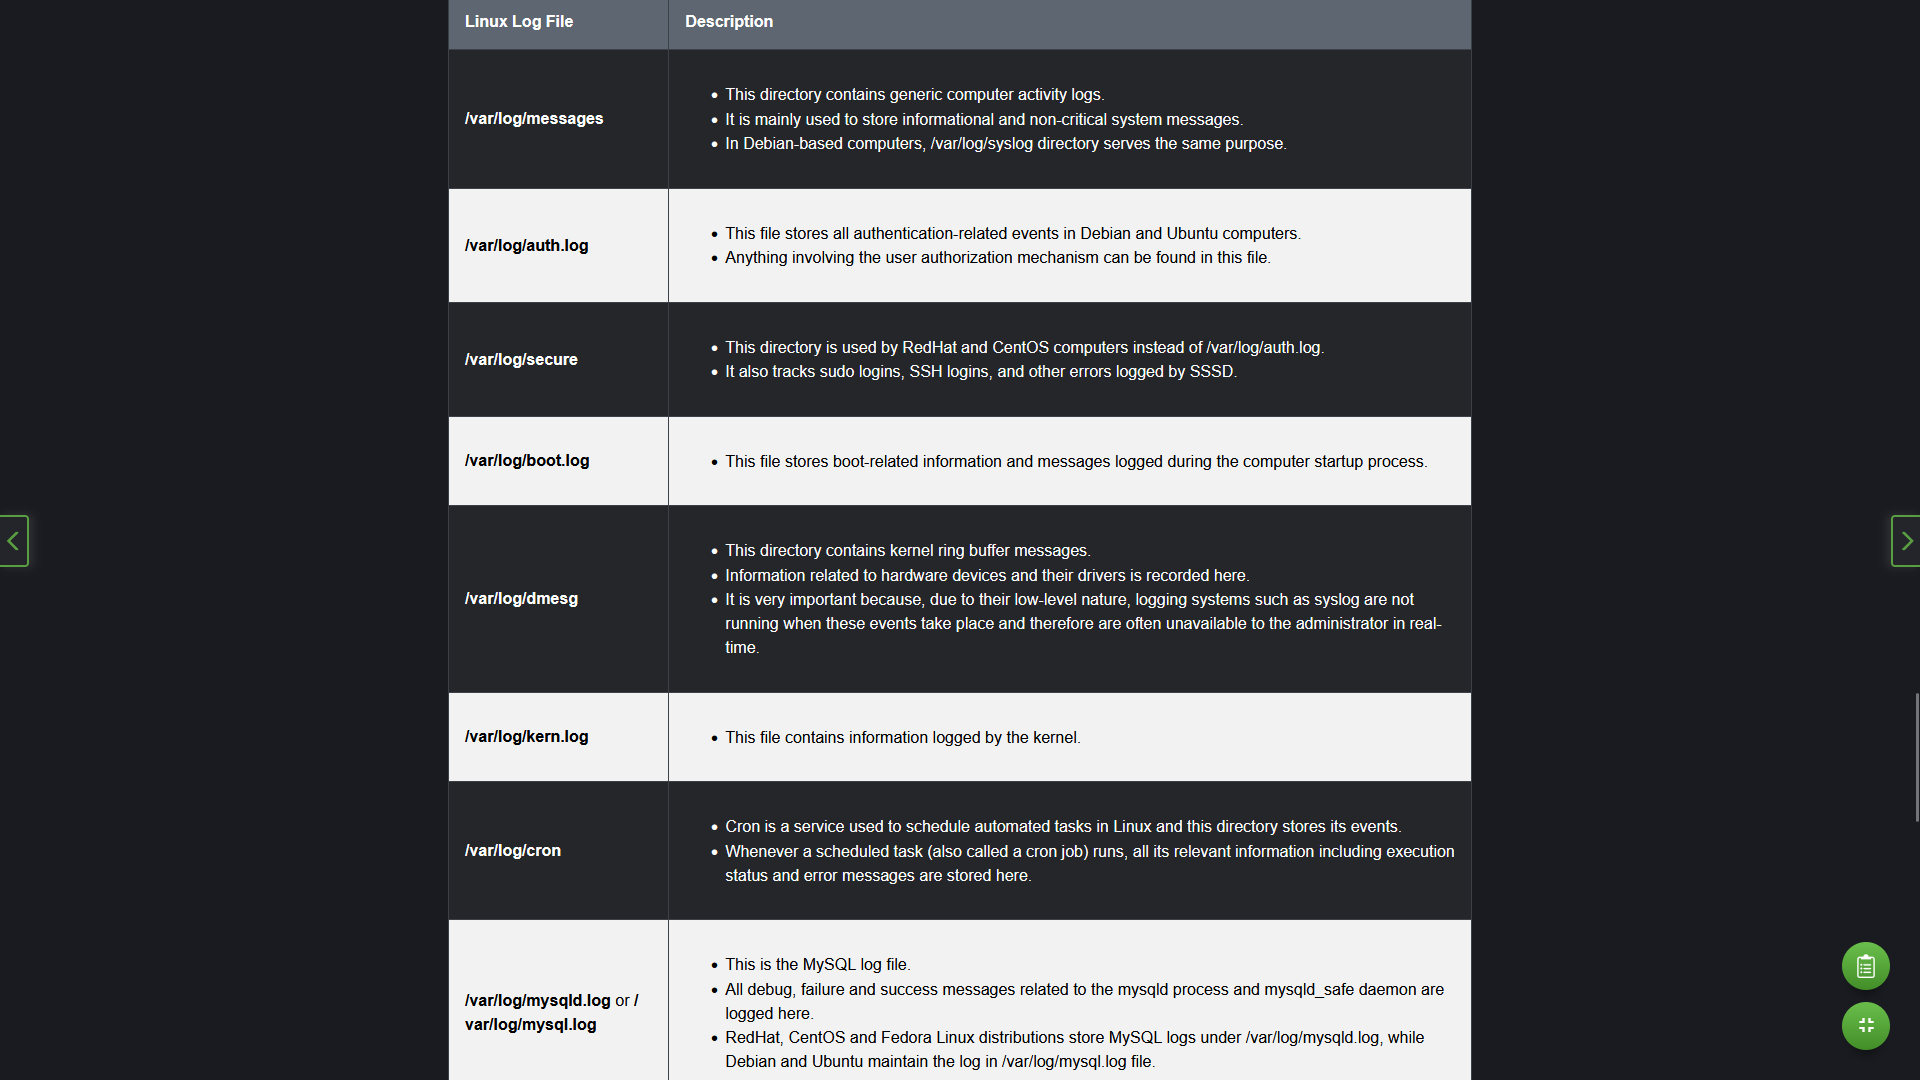 Linux Log File Description
/var/log/messages
This directory contains generic computer activity logs.
It is mainly used to store informational and non-critical system messages.
In Debian-based computers, /var/log/syslog directory serves the same purpose.
/var/log/auth.log
This file stores all authentication-related events in Debian and Ubuntu computers.
Anything involving the user authorization mechanism can be found in this file.
/var/log/secure
This directory is used by RedHat and CentOS computers instead of /var/log/auth.log.
It also tracks sudo logins, SSH logins, and other errors logged by SSSD.
/var/log/boot.log
This file stores boot-related information and messages logged during the computer startup process.
/var/log/dmesg
This directory contains kernel ring buffer messages.
Information related to hardware devices and their drivers is recorded here.
It is very important because, due to their low-level nature, logging systems such as syslog are not
running when these events take place and therefore are often unavailable to the administrator in real-
time.
/var/log/kern.log
This file contains information logged by the kernel.
/var/log/cron
Cron is a service used to schedule automated tasks in Linux and this directory stores its events.
Whenever a scheduled task (also called a cron job) runs, all its relevant information including execution
status and error messages are stored here.
/var/log/mysqld.log or /
var/log/mysql.log
This is the MySQL log file.
All debug, failure and success messages related to the mysqld process and mysqld_safe daemon are
logged here.
RedHat, CentOS and Fedora Linux distributions store MySQL logs under /var/log/mysqld.log, while
Debian and Ubuntu maintain the log in /var/log/mysql.log file.